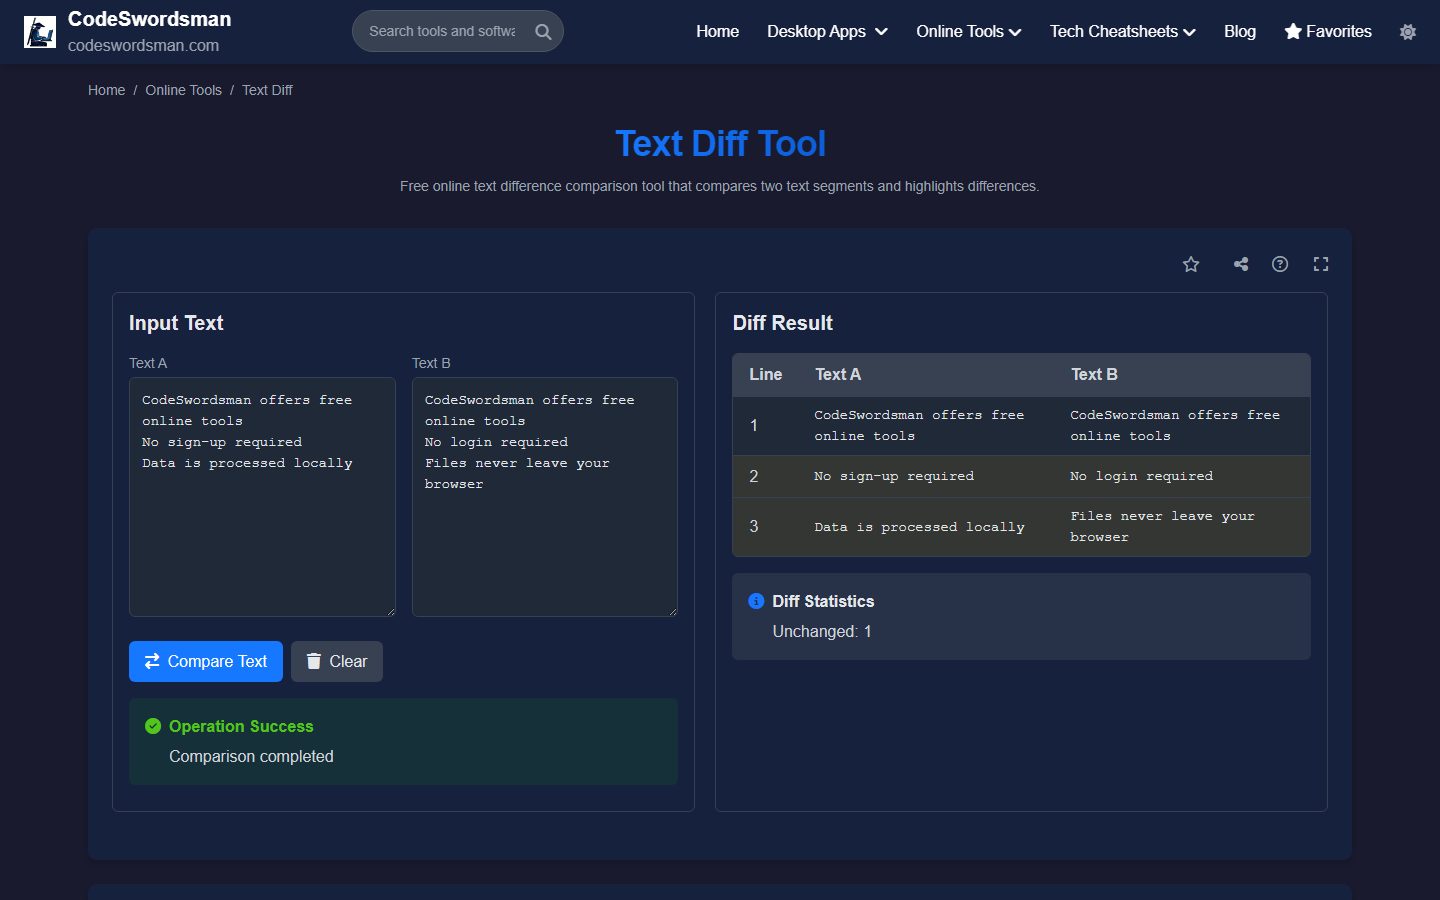 CodeSwordsman
codeswordsman.com
Search tools and softwa
Home
Desktop Apps
Online Tools
Tech Cheatsheets
Blog
Favorites
Home / Online Tools / Text Diff
Text Diff Tool
Free online text difference comparison tool that compares two text segments and highlights differences.
Input Text
Text A
CodeSwordsman offers free
online tools
No sign-up required
Data is processed locally
Text B
CodeSwordsman offers free
online tools
No login required
Files never leave your
browser
Compare Text
Clear
Operation Success
Comparison completed
Diff Result
Line Text A Text B
1
CodeSwordsman offers free
online tools
CodeSwordsman offers free
online tools
2 No sign-up required No login required
3
Data is processed locally
Files never leave your
browser
Diff Statistics
Unchanged: 1